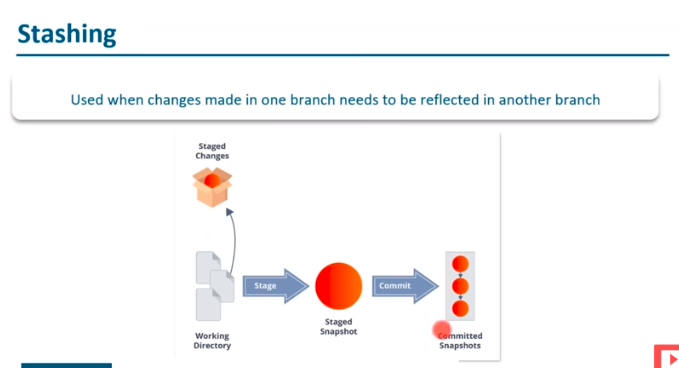 Stashing
Used when changes made in one branch needs to be reflected in another branch
Staged
Changes
Stage
Commit
Staged
Snapshot
Working
Directory
Committed
Snapshots